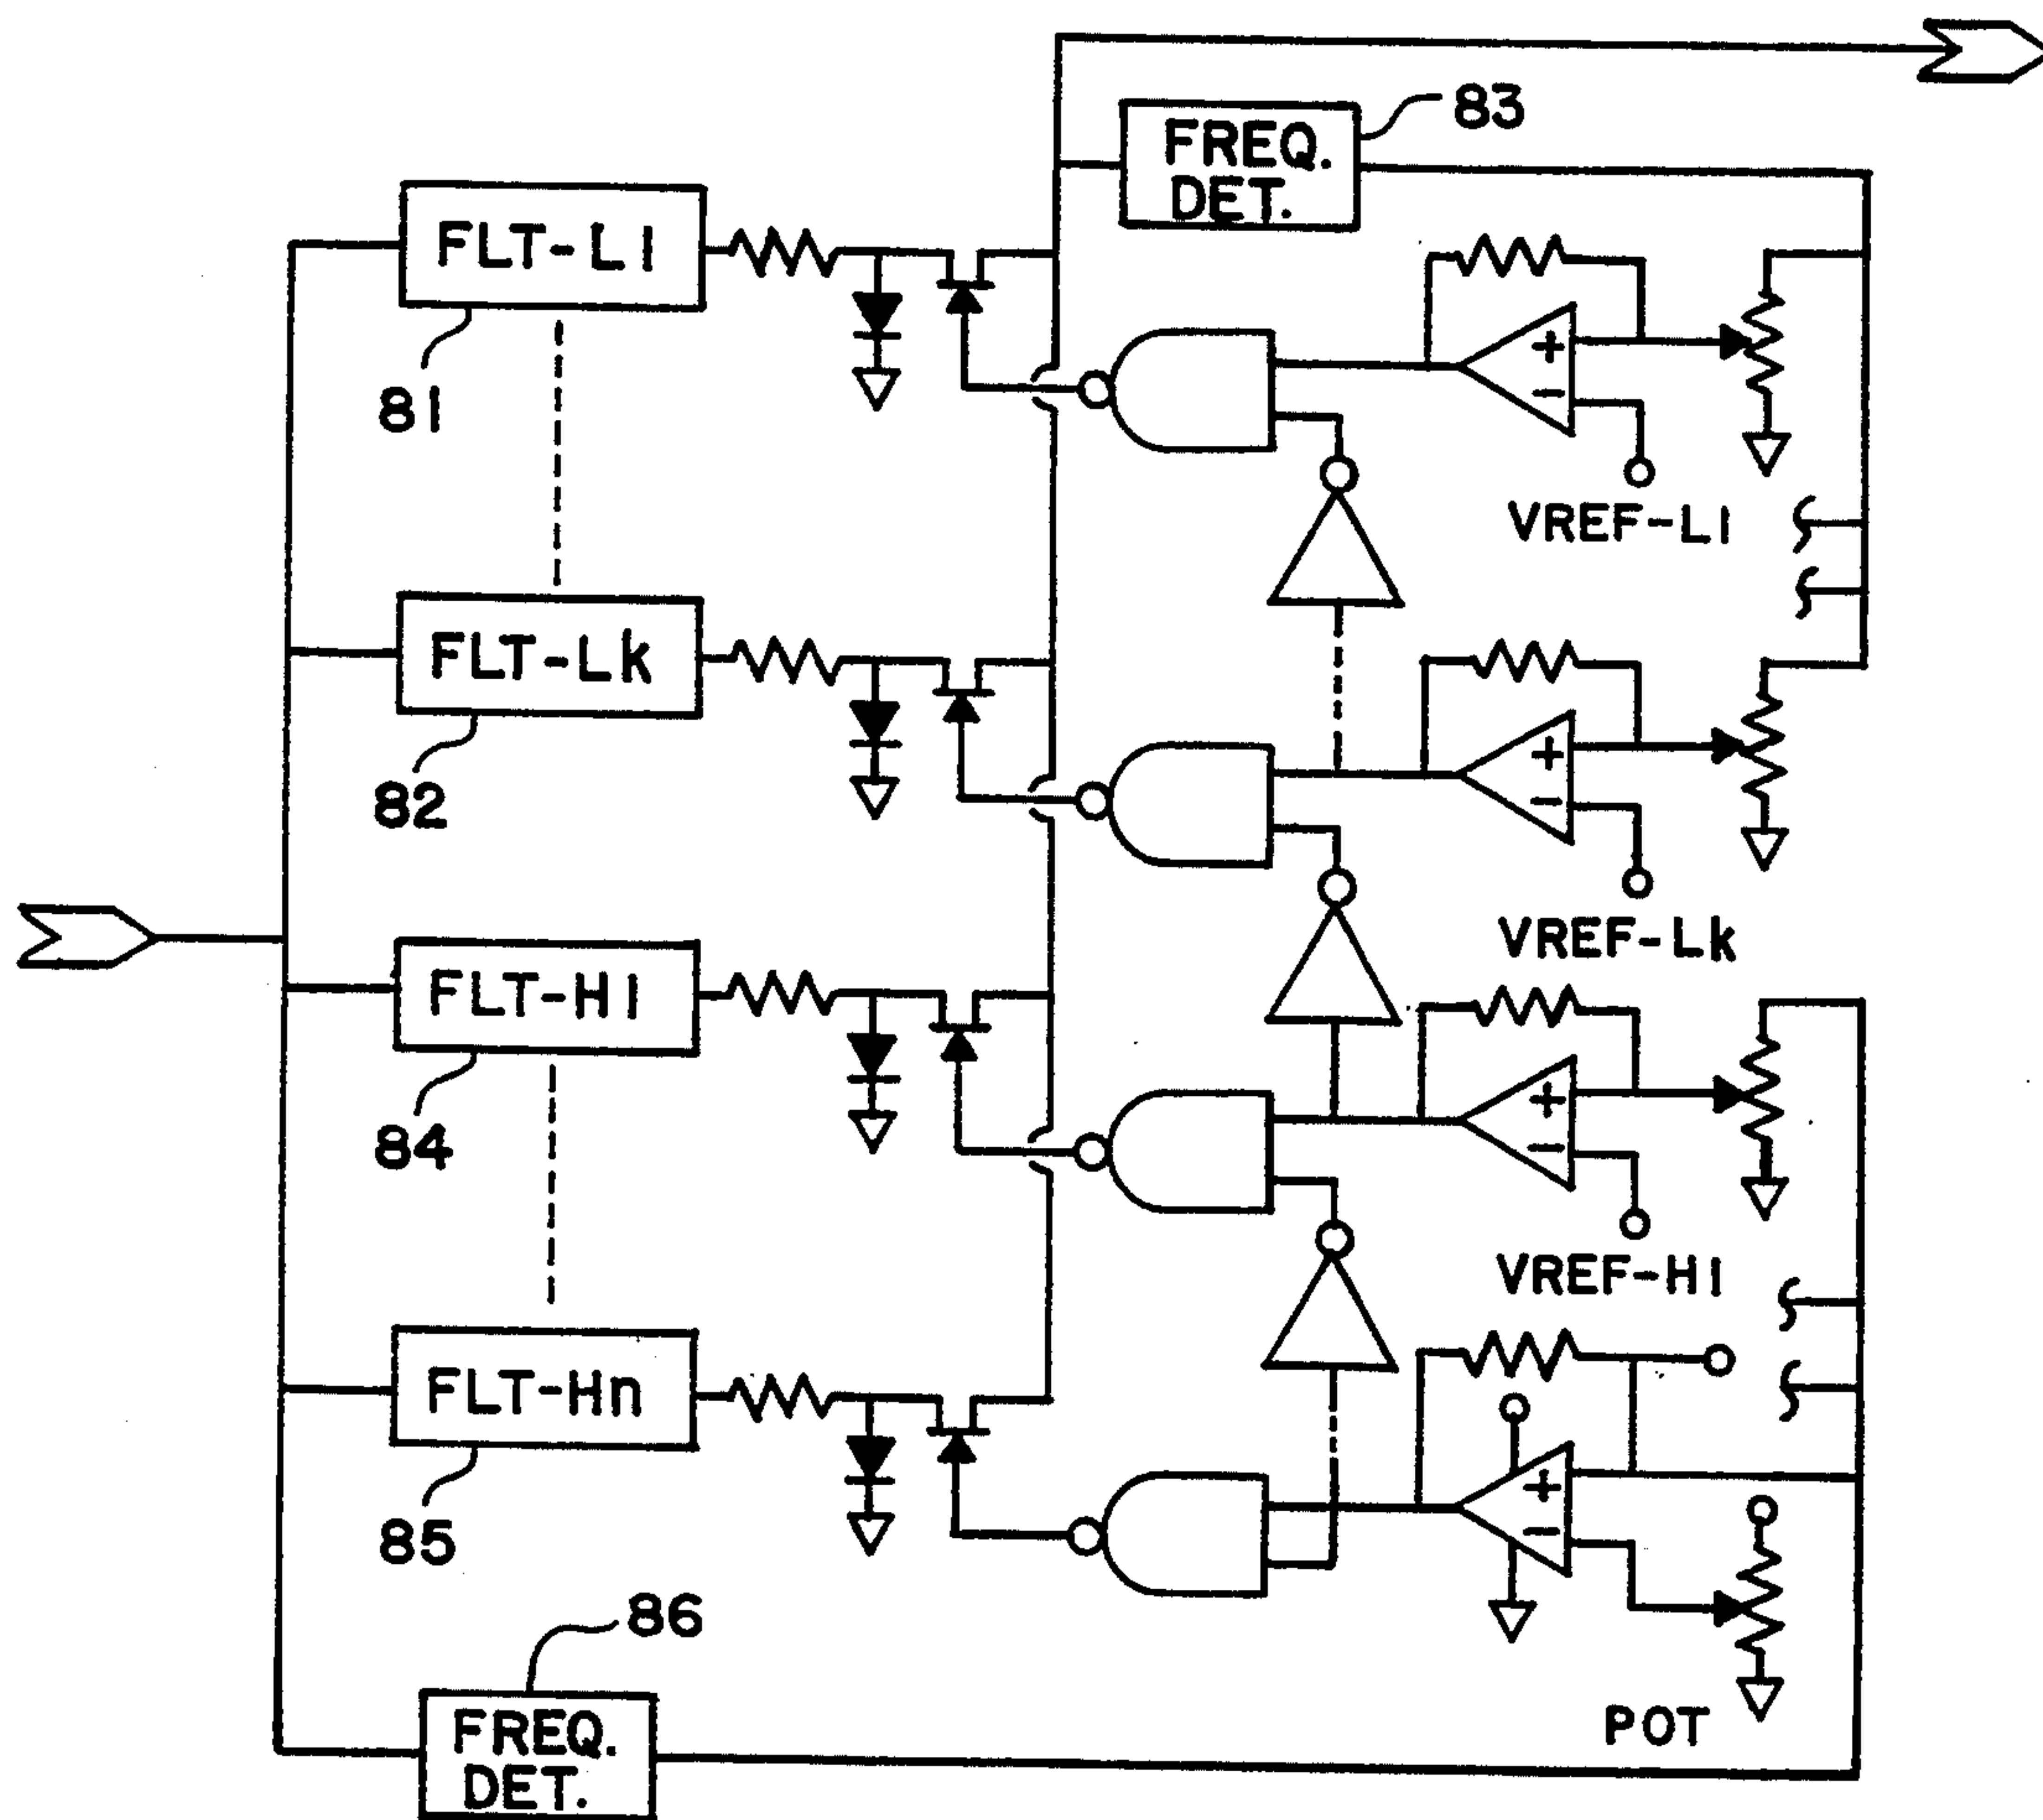 83
FREQ.
DET.
FLT-L1
81
+
-
VREF-L1
FLT-Lk
82
+
-
VREF-Lk
FLT-H1
84
+
-
VREF-H1
FLT-Hn
85
+
-
86
FREQ.
DET.
POT